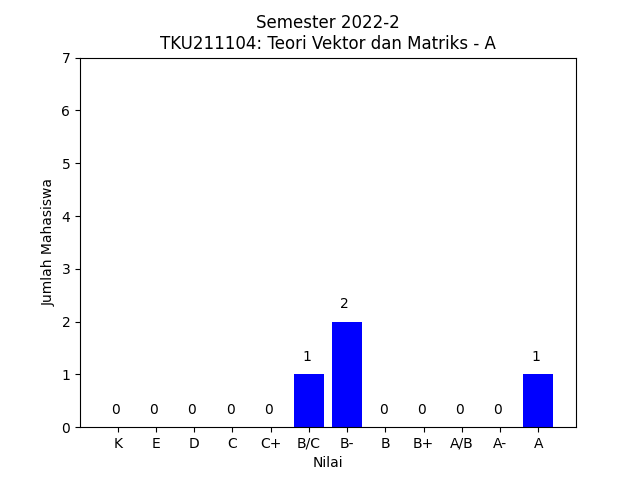 Semester 2022-2
TKU211104: Teori Vektor dan Matriks - A
7
6
5
4
3
2
1
0
Jumlah Mahasiswa
0 0 0 0 0 1 2 0 0 0 0 1
K E D C C+ B/C B- B B+ A/B A- A
Nilai